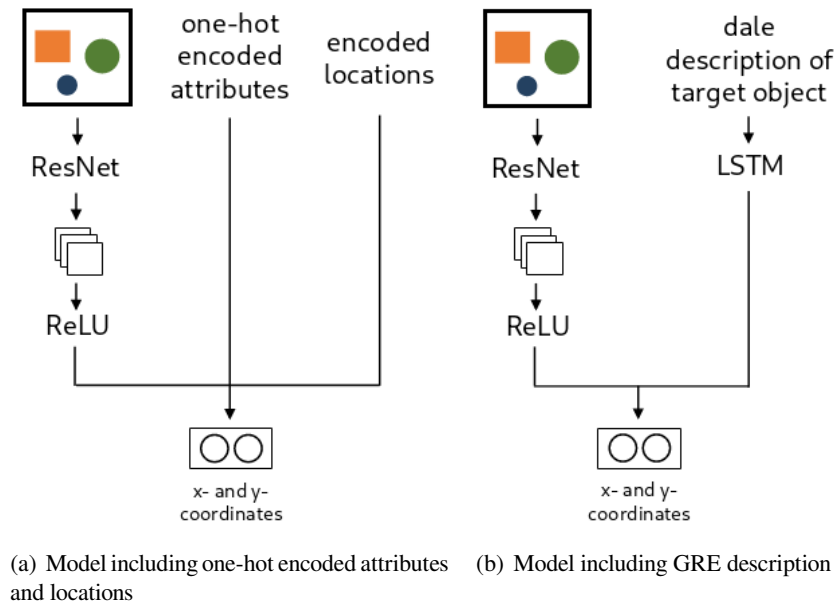 one-hot
encoded
attributes
encoded
locations
ResNet
ReLU
x- and y-
coordinates
(a) Model including one-hot encoded attributes
and locations
dale
description of
target object
ResNet
LSTM
ReLU
x- and y-
coordinates
(b) Model including GRE description